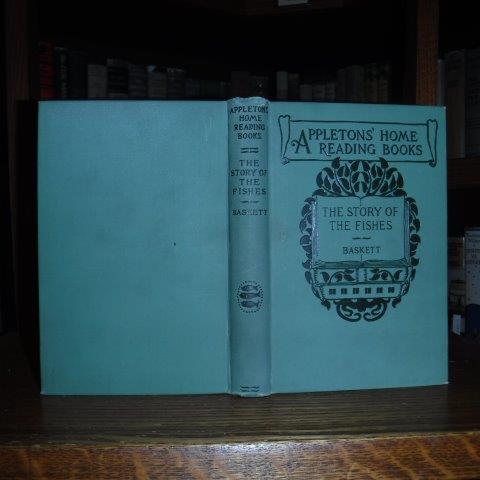 APPLETONS'
HOME
READING
BOOKS
THE
STORY OF
THE
FISHES
BASKETT
APPLETONS' HOME
READING BOOKS
THE STORY OF
THE FISHES
BASKETT